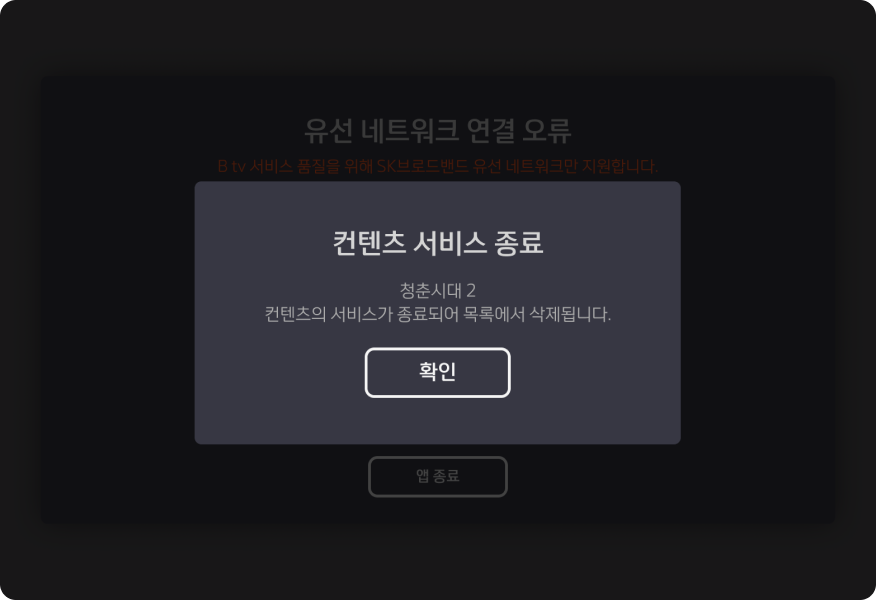 유선 네트워크 연결 오류
B tv 서비스 품질을 위해 SK브로드밴드 유선 네트워크만 지원합니다.
컨텐츠 서비스 종료
청춘시대 2
컨텐츠의 서비스가 종료되어 목록에서 삭제됩니다.
확인
앱 종료